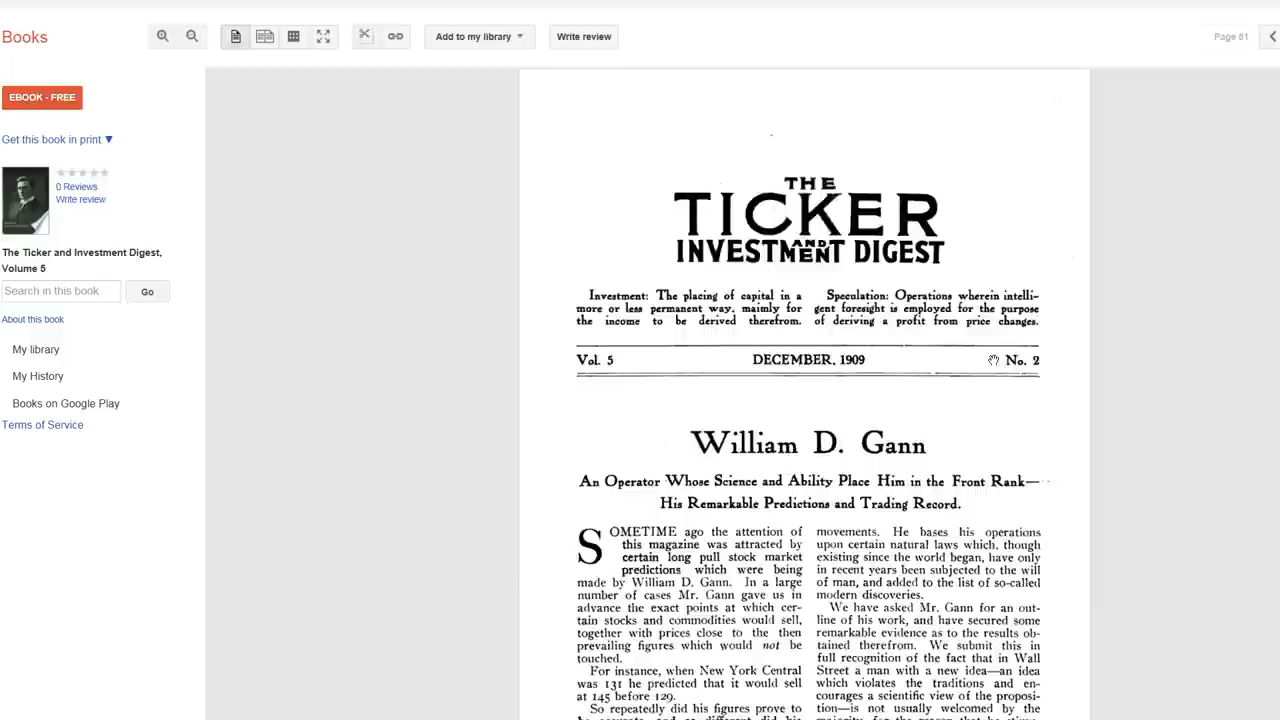 Books
Add to my library
Write review
Page 51
EBOOK - FREE
Get this book in print ▼
0 Reviews
Write review
The Ticker and Investment Digest,
Volume 5
Search in this book
Go
About this book
My library
My History
Books on Google Play
Terms of Service
THE
TICKER
AND
INVESTMENT DIGEST
Investment: The placing of capital in a
more or less permanent way, mainly for
the income to be derived therefrom.
Speculation: Operations wherein intelli-
gent foresight is employed for the purpose
of deriving a profit from price changes.
Vol. 5 DECEMBER, 1909 No. 2
William D. Gann
An Operator Whose Science and Ability Place Him in the Front Rank—
His Remarkable Predictions and Trading Record.
SOMETIME ago the attention of
this magazine was attracted by
certain long pull stock market
predictions which were being
made by William D. Gann. In a large
number of cases Mr. Gann gave us in
advance the exact points at which cer-
tain stocks and commodities would sell,
together with prices close to the then
prevailing figures which would not be
touched.
For instance, when New York Central
was 131 he predicted that it would sell
at 145 before 129.
So repeatedly did his figures prove to
movements. He bases his operations
upon certain natural laws which, though
existing since the world began, have only
in recent years been subjected to the will
of man, and added to the list of so-called
modern discoveries.
We have asked Mr. Gann for an out-
line of his work, and have secured some
remarkable evidence as to the results ob-
tained therefrom. We submit this in
full recognition of the fact that in Wall
Street a man with a new idea—an idea
which violates the traditions and en-
courages a scientific view of the proposi-
tion—is not usually welcomed by the